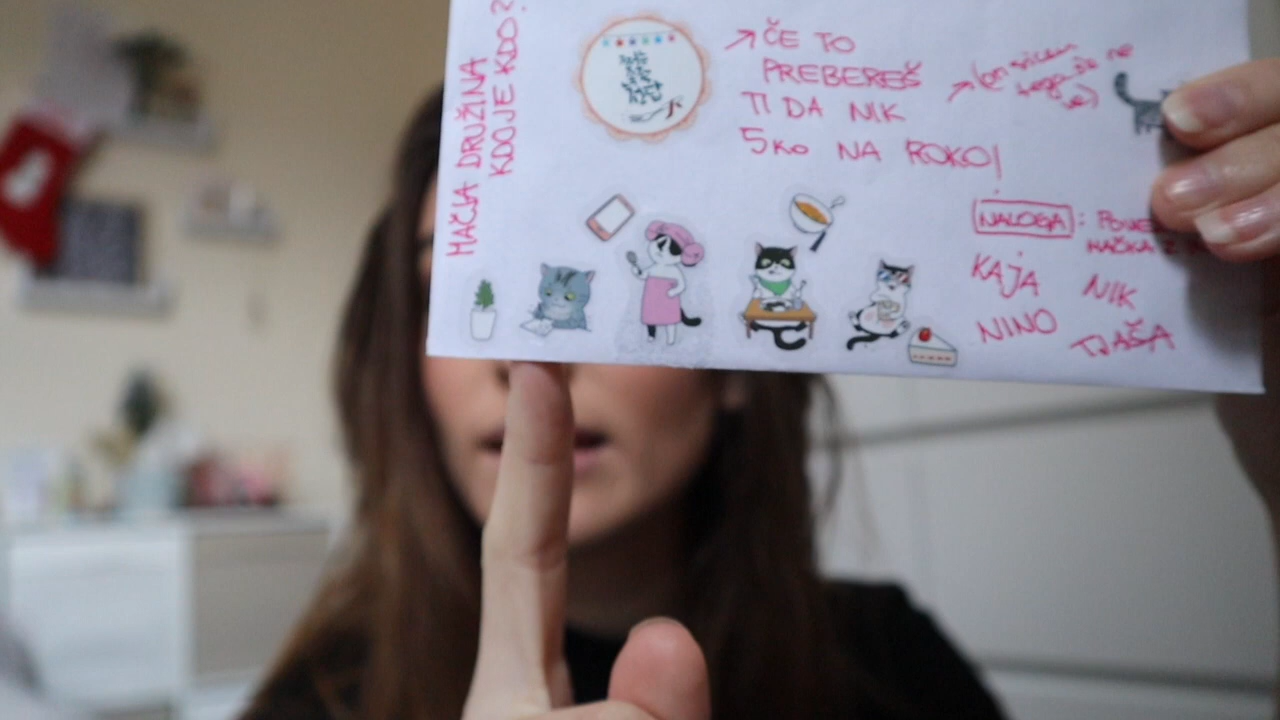 MAČJA DRUŽINA
KDO JE KDO?
ČE TO
PREBEREŠ
TI DA NIK
5KO NA ROKO!
NALOGA:
MAČKA
KAJA
NIK
NINO
TJAŠA